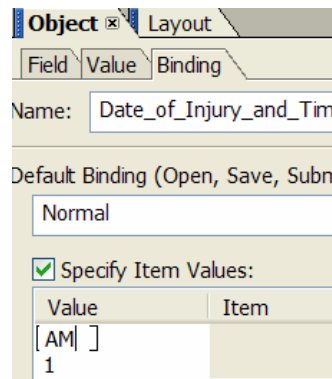 Object Layout
Field Value Binding
Name: Date_of_Injury_and_Tim
Default Binding (Open, Save, Subn
Normal
Specify Item Values:
Value Item
[ AM ]
1